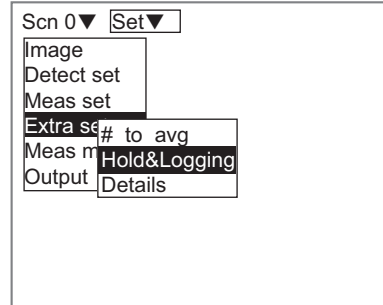 Scn 0▼ Set▼
Image
Detect set
Meas set
Extra se
# to avg
Meas m
Hold&Logging
Output
Details